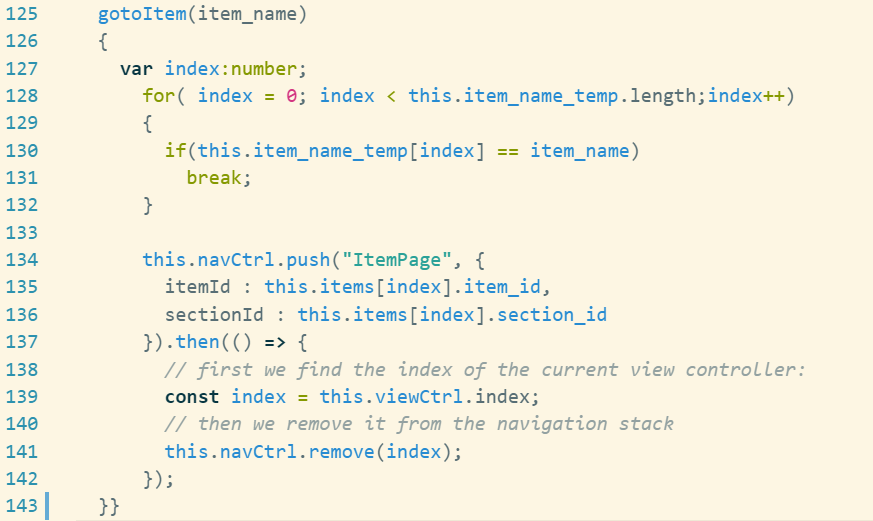 125 gotoItem(item_name)
126 {
127 var index:number;
128 for( index = 0; index < this.item_name_temp.length;index++)
129 {
130 if(this.item_name_temp[index] == item_name)
131 break;
132 }
133
134 this.navCtrl.push("ItemPage", {
135 itemId : this.items[index].item_id,
136 sectionId : this.items[index].section_id
137 }).then(() => {
138 // first we find the index of the current view controller:
139 const index = this.viewCtrl.index;
140 // then we remove it from the navigation stack
141 this.navCtrl.remove(index);
142 });
143 }}